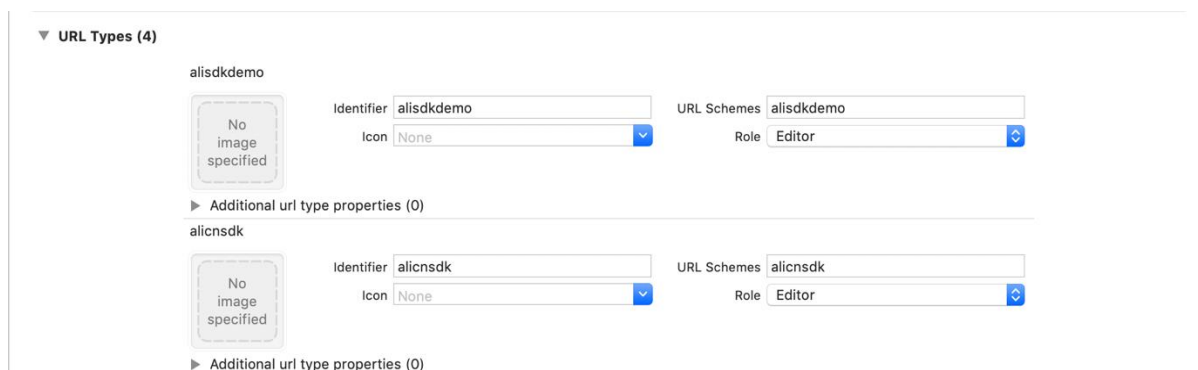 URL Types (4)
alisdkdemo
No image specified
Identifier alisdkdemo URL Schemes alisdkdemo
Icon None Role Editor
Additional url type properties (0)
alicnsdk
No image specified
Identifier alicnsdk URL Schemes alicnsdk
Icon None Role Editor
Additional url type properties (0)